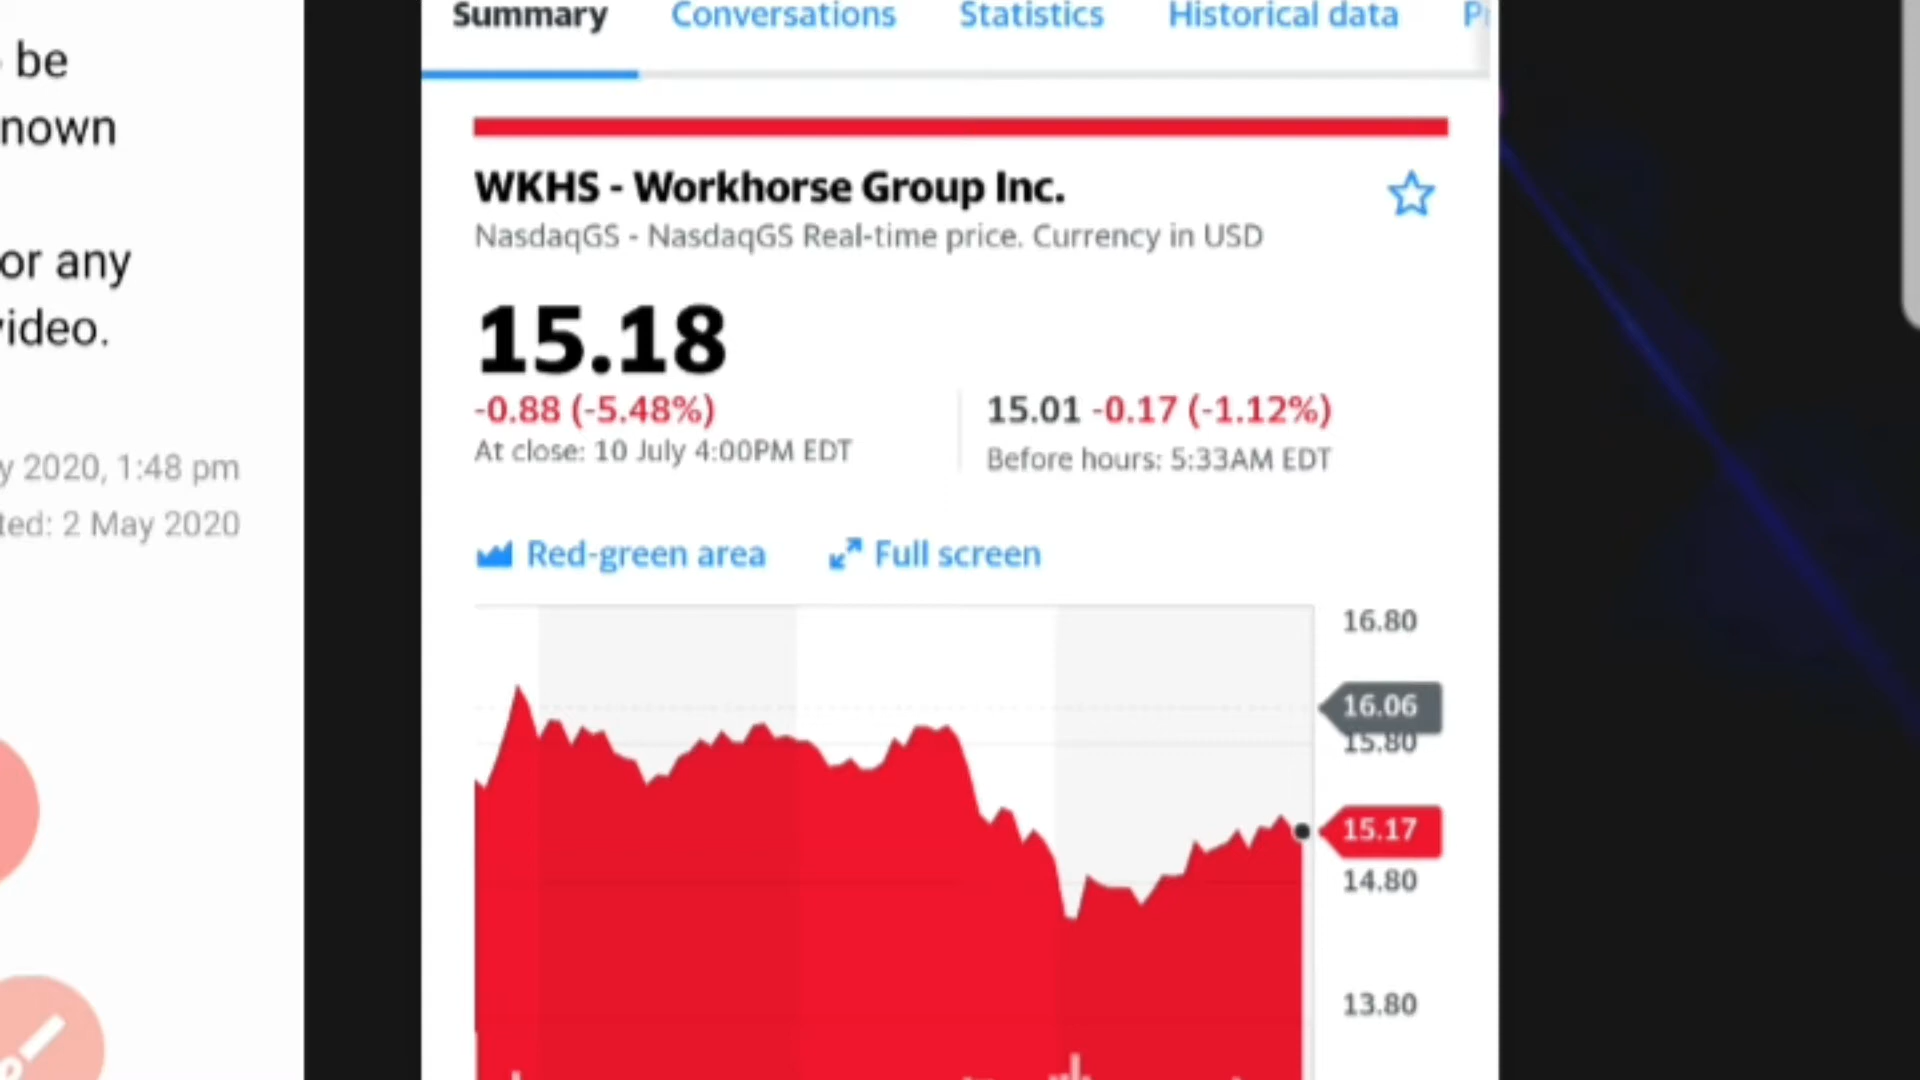 be
nown
or any
video.
y 2020, 1:48 pm
ted: 2 May 2020
Summary Conversations Statistics Historical data
WKHS - Workhorse Group Inc.
NasdaqGS - NasdaqGS Real-time price. Currency in USD
15.18
-0.88 (-5.48%) 15.01 -0.17 (-1.12%)
At close: 10 July 4:00PM EDT Before hours: 5:33AM EDT
Red-green area Full screen
16.80
16.06
15.80
15.17
14.80
13.80